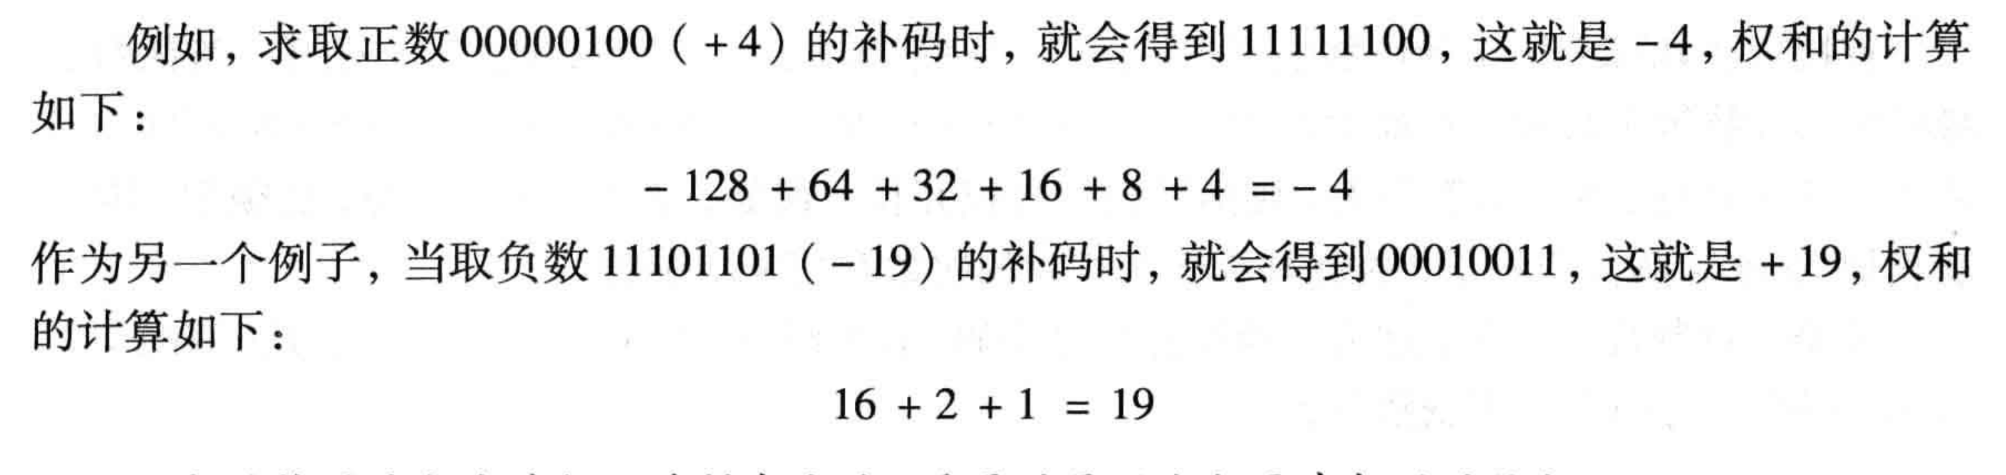 例如，求取正数 00000100（+4）的补码时，就会得到 11111100，这就是 -4，权和的计算
如下：
- 128 + 64 + 32 + 16 + 8 + 4 = - 4
作为另一个例子，当取负数 11101101（-19）的补码时，就会得到 00010011，这就是 + 19，权和
的计算如下：
16 + 2 + 1 = 19